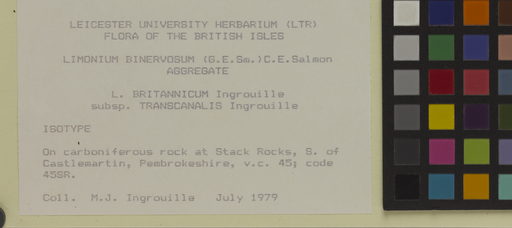 LEICESTER UNIVERSITY HERBARIUM (LTR)
FLORA OF THE BRITISH ISLES
LIMONIUM BINERVOSUM (G.E.Sm.)C.E.Salmon
AGGREGATE
L. BRITANNICUM Ingrouille
subsp. TRANSCANALIS Ingrouille
ISOTYPE
On carboniferous rock at Stack Rocks, S. of
Castlemartin, Pembrokeshire, v.c. 45; code
45SR.
Coll. M.J. Ingrouille July 1979